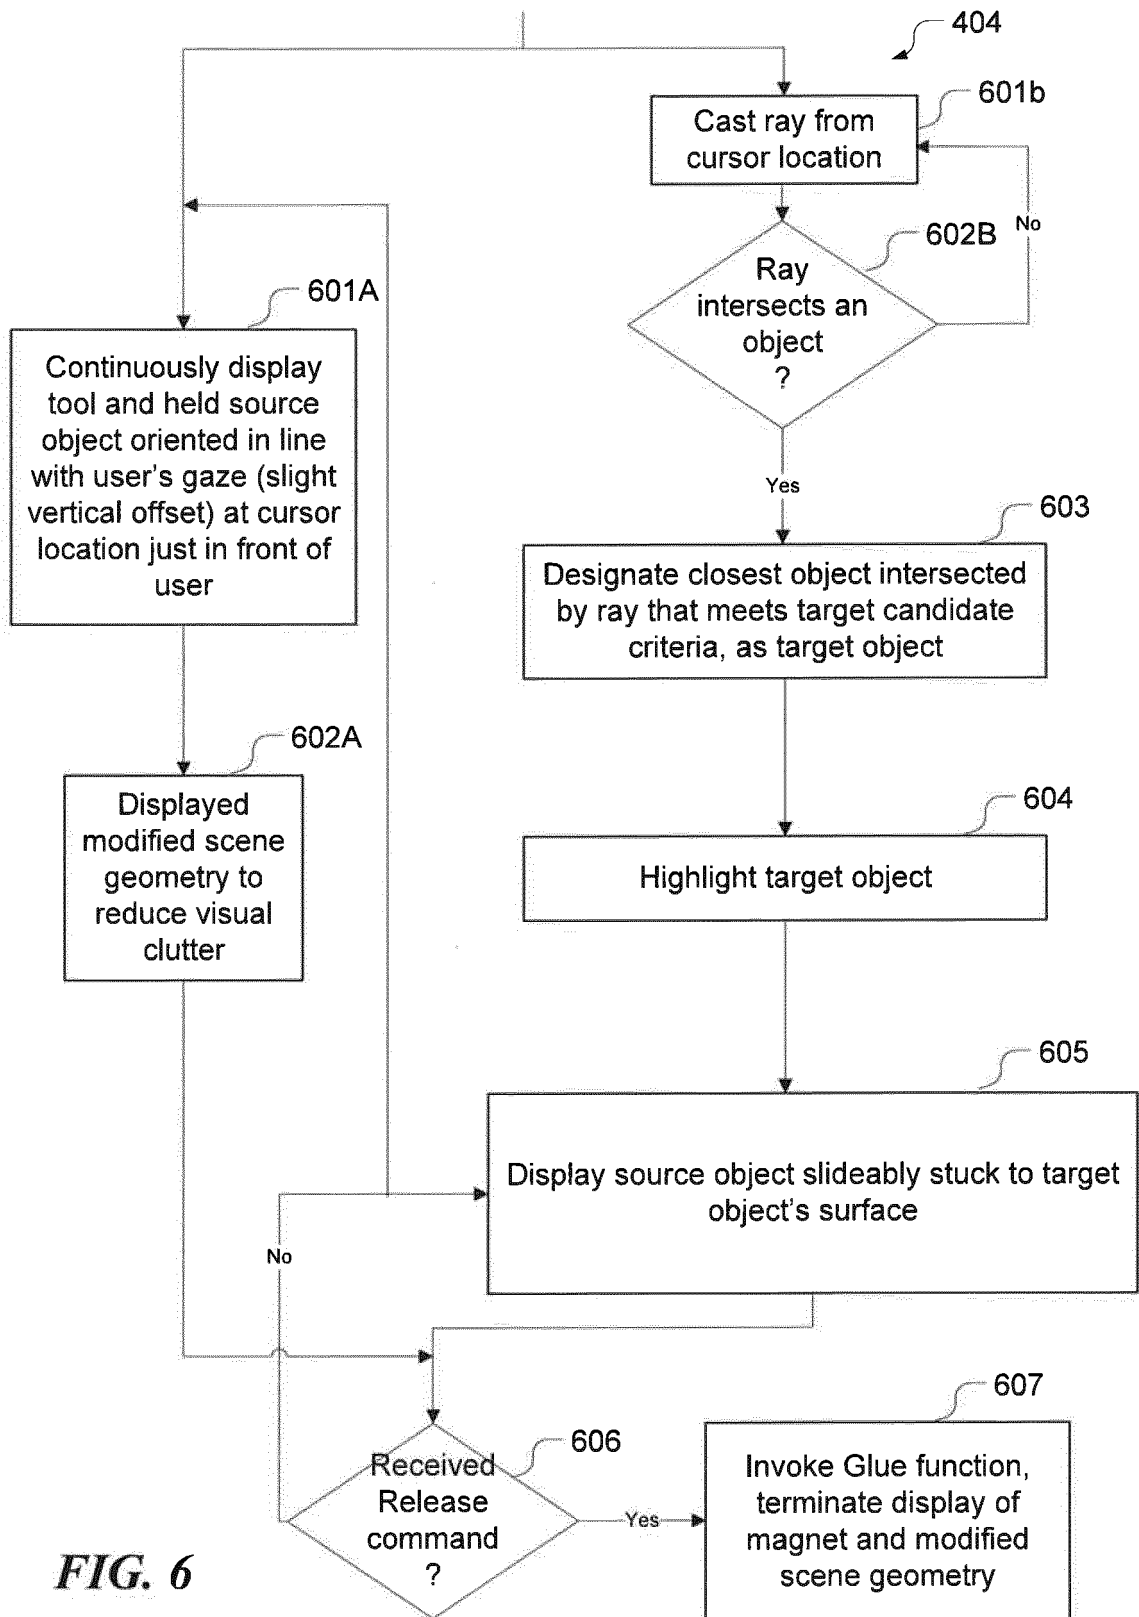 404
601b
Cast ray from
cursor location
No
602B
Ray
intersects an
object
?
601A
Continuously display
tool and held source
object oriented in line
with user's gaze (slight
vertical offset) at cursor
location just in front of
user
Yes
603
Designate closest object intersected
by ray that meets target candidate
criteria, as target object
602A
Displayed
modified scene
geometry to
reduce visual
clutter
604
Highlight target object
605
Display source object slideably stuck to target
object's surface
No
606
Received
Release
command
?
Yes
607
Invoke Glue function,
terminate display of
magnet and modified
scene geometry
FIG. 6